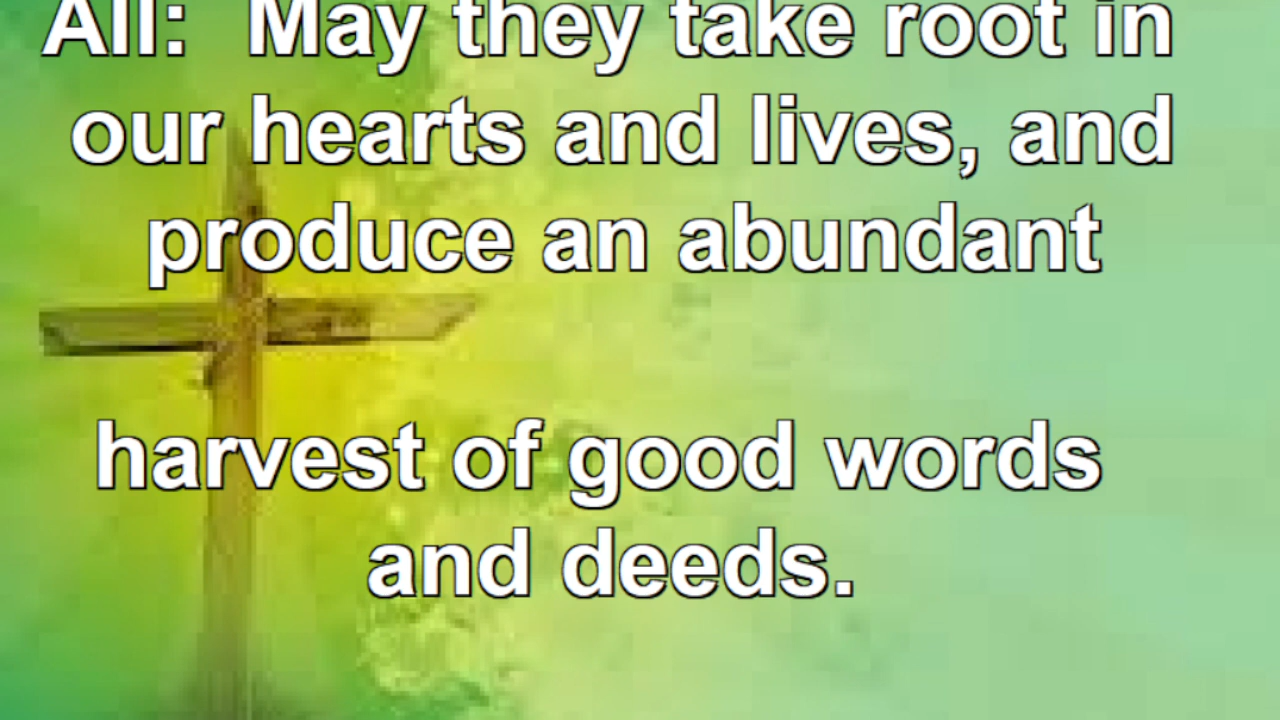 All:  May they take root in
our hearts and lives, and
produce an abundant
harvest of good words
and deeds.